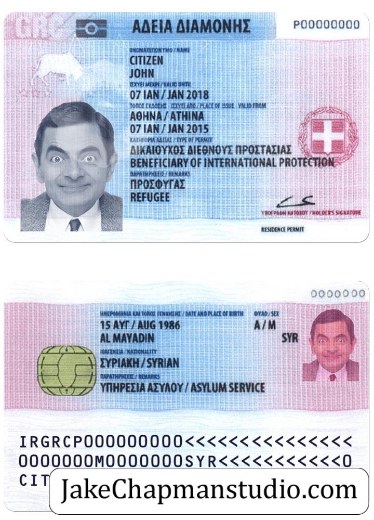 GRC
ΑΔΕΙΑ ΔΙΑΜΟΝΗΣ
P00000000
ΟΝΟΜΑΤΕΠΩΝΥΜΟ / NAME
CITIZEN
JOHN
ΙΣΧΥΕΙ ΜΕΧΡΙ / VALID UNTIL
07 ΙΑΝ / JAN 2018
ΤΟΠΟΣ ΕΚΔΟΣΗΣ - ΙΣΧΥΕΙ ΑΠΟ / PLACE OF ISSUE - VALID FROM
ΑΘΗΝΑ / ATHINA
07 ΙΑΝ / JAN 2015
ΚΑΤΗΓΟΡΙΑ ΑΔΕΙΑΣ / TYPE OF PERMIT
ΔΙΚΑΙΟΥΧΟΣ ΔΙΕΘΝΟΥΣ ΠΡΟΣΤΑΣΙΑΣ
BENEFICIARY OF INTERNATIONAL PROTECTION
ΠΑΡΑΤΗΡΗΣΕΙΣ / REMARKS
ΠΡΟΣΦΥΓΑΣ
REFUGEE
ΥΠΟΓΡΑΦΗ ΚΑΤΟΧΟΥ / HOLDER'S SIGNATURE
RESIDENCE PERMIT
0000000
ΗΜΕΡΟΜΗΝΙΑ ΚΑΙ ΤΟΠΟΣ ΓΕΝΝΗΣΗΣ / DATE AND PLACE OF BIRTH
ΦΥΛΟ / SEX
15 ΑΥΓ / AUG 1986
Α / M
AL MAYADIN
SYR
ΙΘΑΓΕΝΕΙΑ / NATIONALITY
ΣΥΡΙΑΚΗ / SYRIAN
ΠΑΡΑΤΗΡΗΣΕΙΣ / REMARKS
ΥΠΗΡΕΣΙΑ ΑΣΥΛΟΥ / ASYLUM SERVICE
IRGRCP000000000<<<<<<<<<<<<<<<
0000000M0000000SYR<<<<<<<<<<<0
CIT
JakeChapmanstudio.com